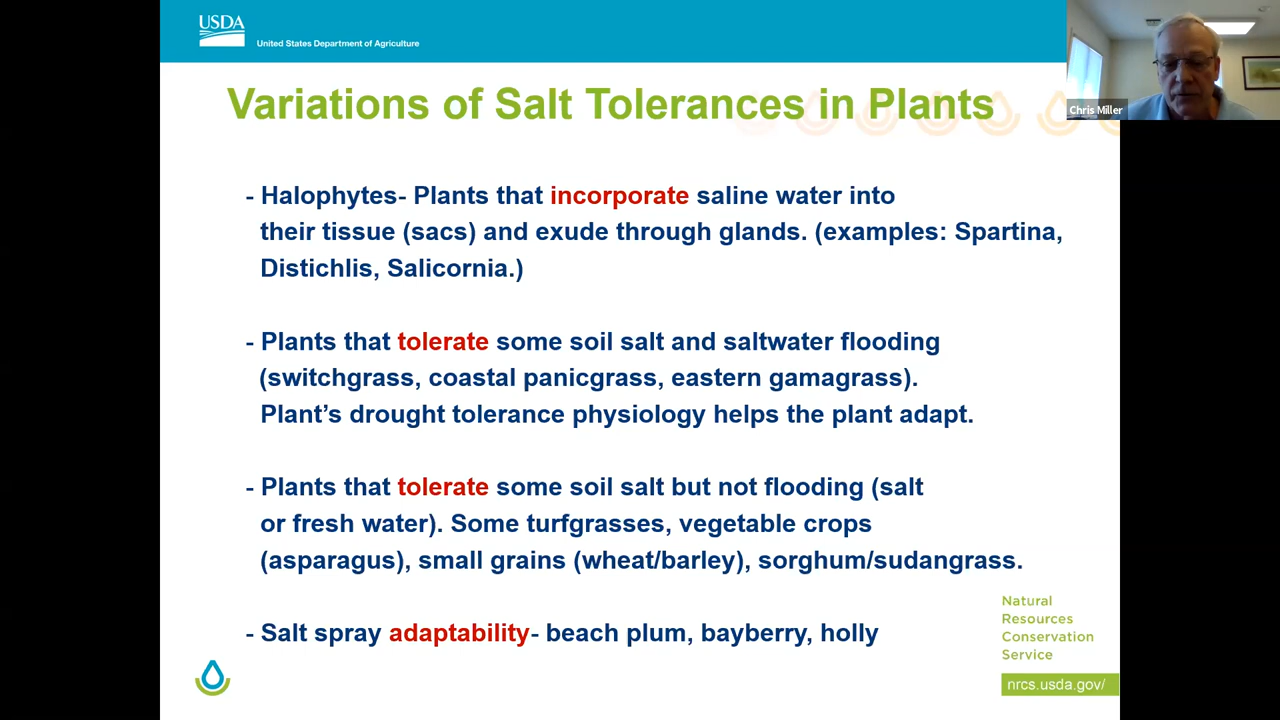 USDA
United States Department of Agriculture
Chris Miller
Variations of Salt Tolerances in Plants
- Halophytes- Plants that incorporate saline water into
their tissue (sacs) and exude through glands. (examples: Spartina,
Distichlis, Salicornia.)
- Plants that tolerate some soil salt and saltwater flooding
(switchgrass, coastal panicgrass, eastern gamagrass).
Plant’s drought tolerance physiology helps the plant adapt.
- Plants that tolerate some soil salt but not flooding (salt
or fresh water). Some turfgrasses, vegetable crops
(asparagus), small grains (wheat/barley), sorghum/sudangrass.
- Salt spray adaptability- beach plum, bayberry, holly
Natural
Resources
Conservation
Service
nrcs.usda.gov/